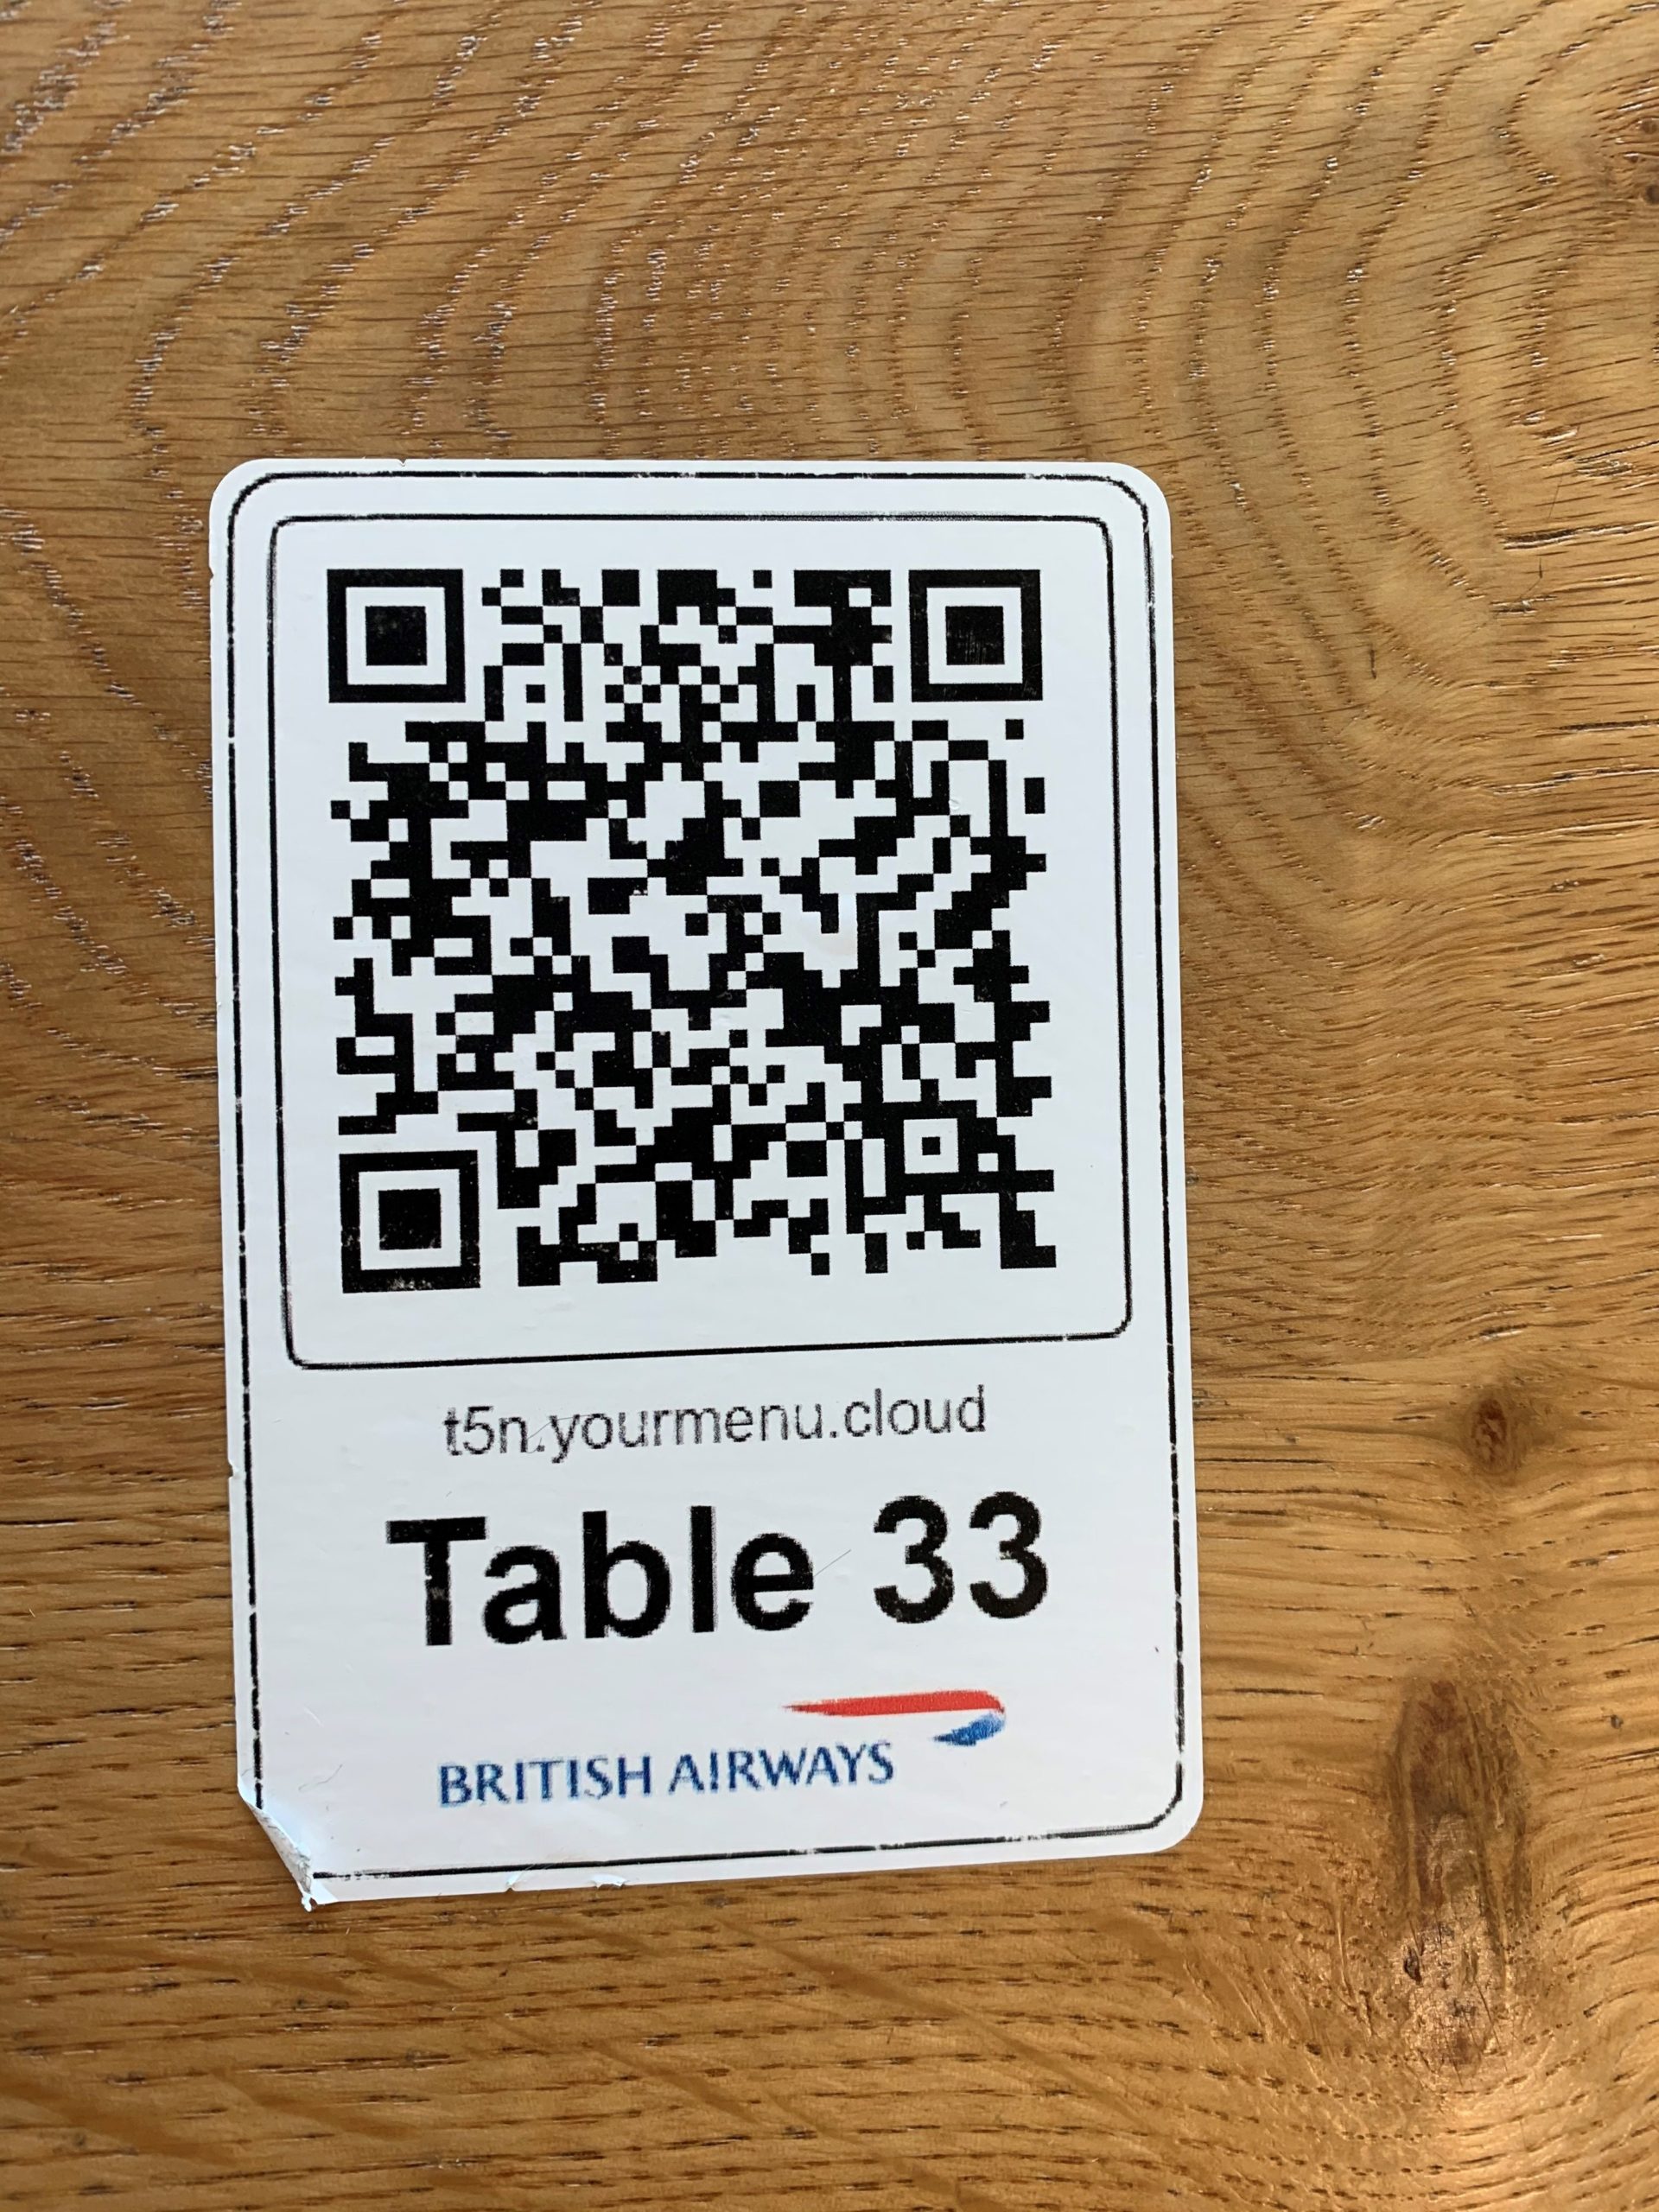 t5n.yourmenu.cloud
Table 33
BRITISH AIRWAYS